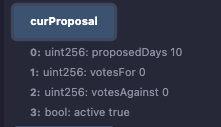 curProposal
0: uint256: proposedDays 10
1: uint256: votesFor 0
2: uint256: votesAgainst 0
3: bool: active true